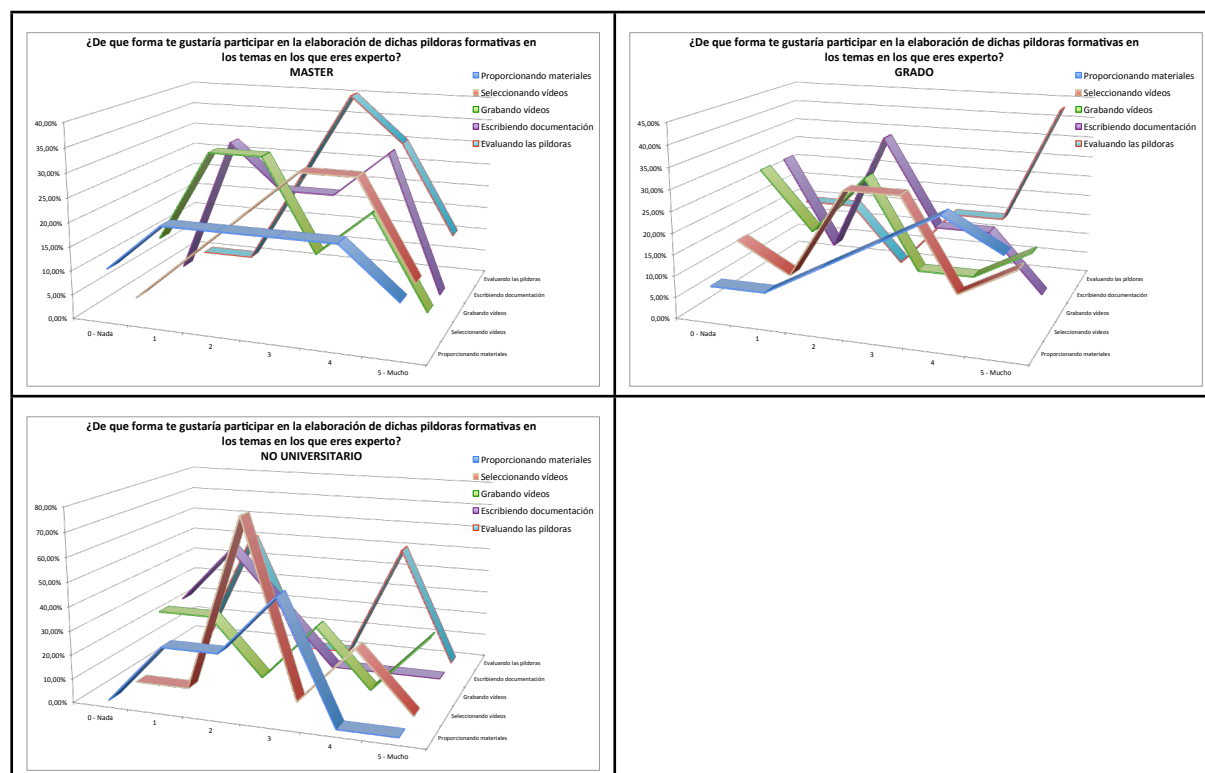 ¿De que forma te gustaría participar en la elaboración de dichas pildoras formativas en
los temas en los que eres experto?
MASTER
Proporcionando materiales
Seleccionando vídeos
Grabando vídeos
Escribiendo documentación
Evaluando las pildoras
40,00%
35,00%
30,00%
25,00%
20,00%
15,00%
10,00%
5,00%
0,00%
0 - Nada
1
2
3
4
5 - Mucho
Evaluando las pildoras
Escribiendo documentación
Grabando vídeos
Seleccionando vídeos
Proporcionando materiales
¿De que forma te gustaría participar en la elaboración de dichas pildoras formativas en
los temas en los que eres experto?
GRADO
Proporcionando materiales
Seleccionando vídeos
Grabando vídeos
Escribiendo documentación
Evaluando las pildoras
45,00%
40,00%
35,00%
30,00%
25,00%
20,00%
15,00%
10,00%
5,00%
0,00%
0 - Nada
1
2
3
4
5 - Mucho
Evaluando las pildoras
Escribiendo documentación
Grabando vídeos
Seleccionando vídeos
Proporcionando materiales
¿De que forma te gustaría participar en la elaboración de dichas pildoras formativas en
los temas en los que eres experto?
NO UNIVERSITARIO
Proporcionando materiales
Seleccionando vídeos
Grabando vídeos
Escribiendo documentación
Evaluando las pildoras
80,00%
70,00%
60,00%
50,00%
40,00%
30,00%
20,00%
10,00%
0,00%
0 - Nada
1
2
3
4
5 - Mucho
Evaluando las pildoras
Escribiendo documentación
Grabando vídeos
Seleccionando vídeos
Proporcionando materiales